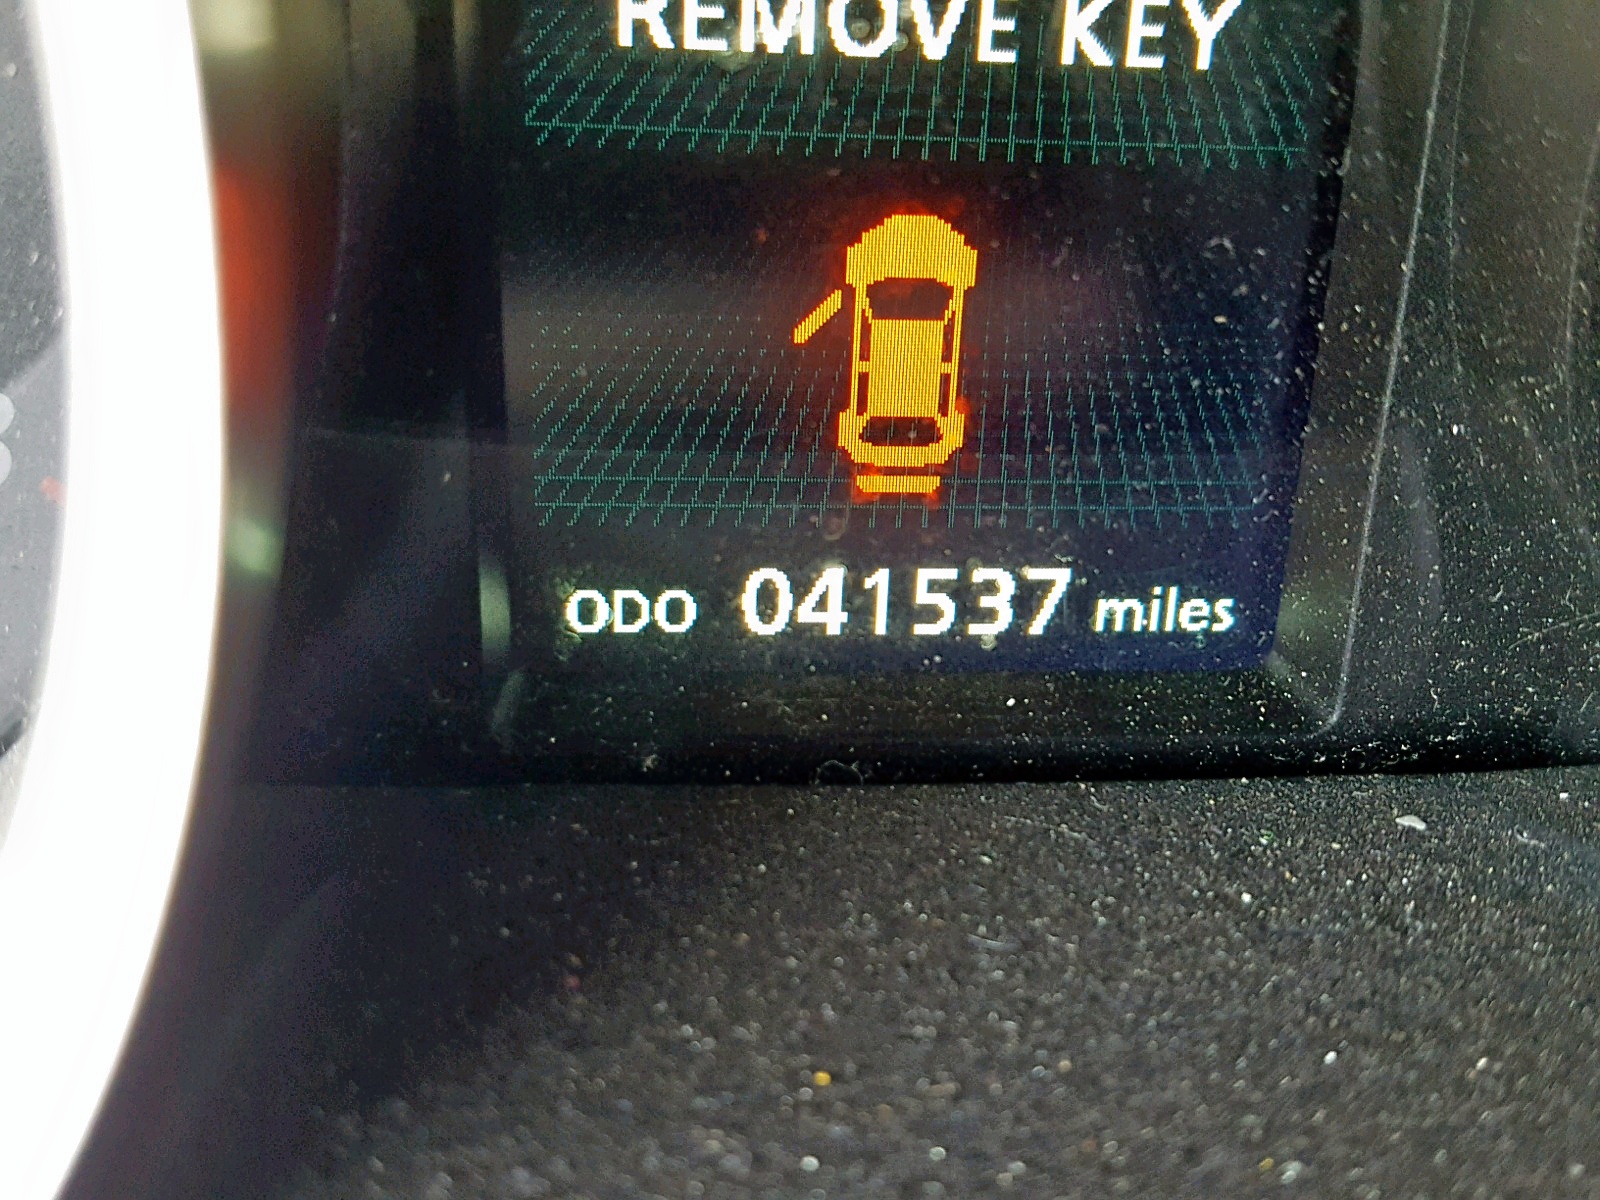 REMOVE KEY
ODO 041537 miles